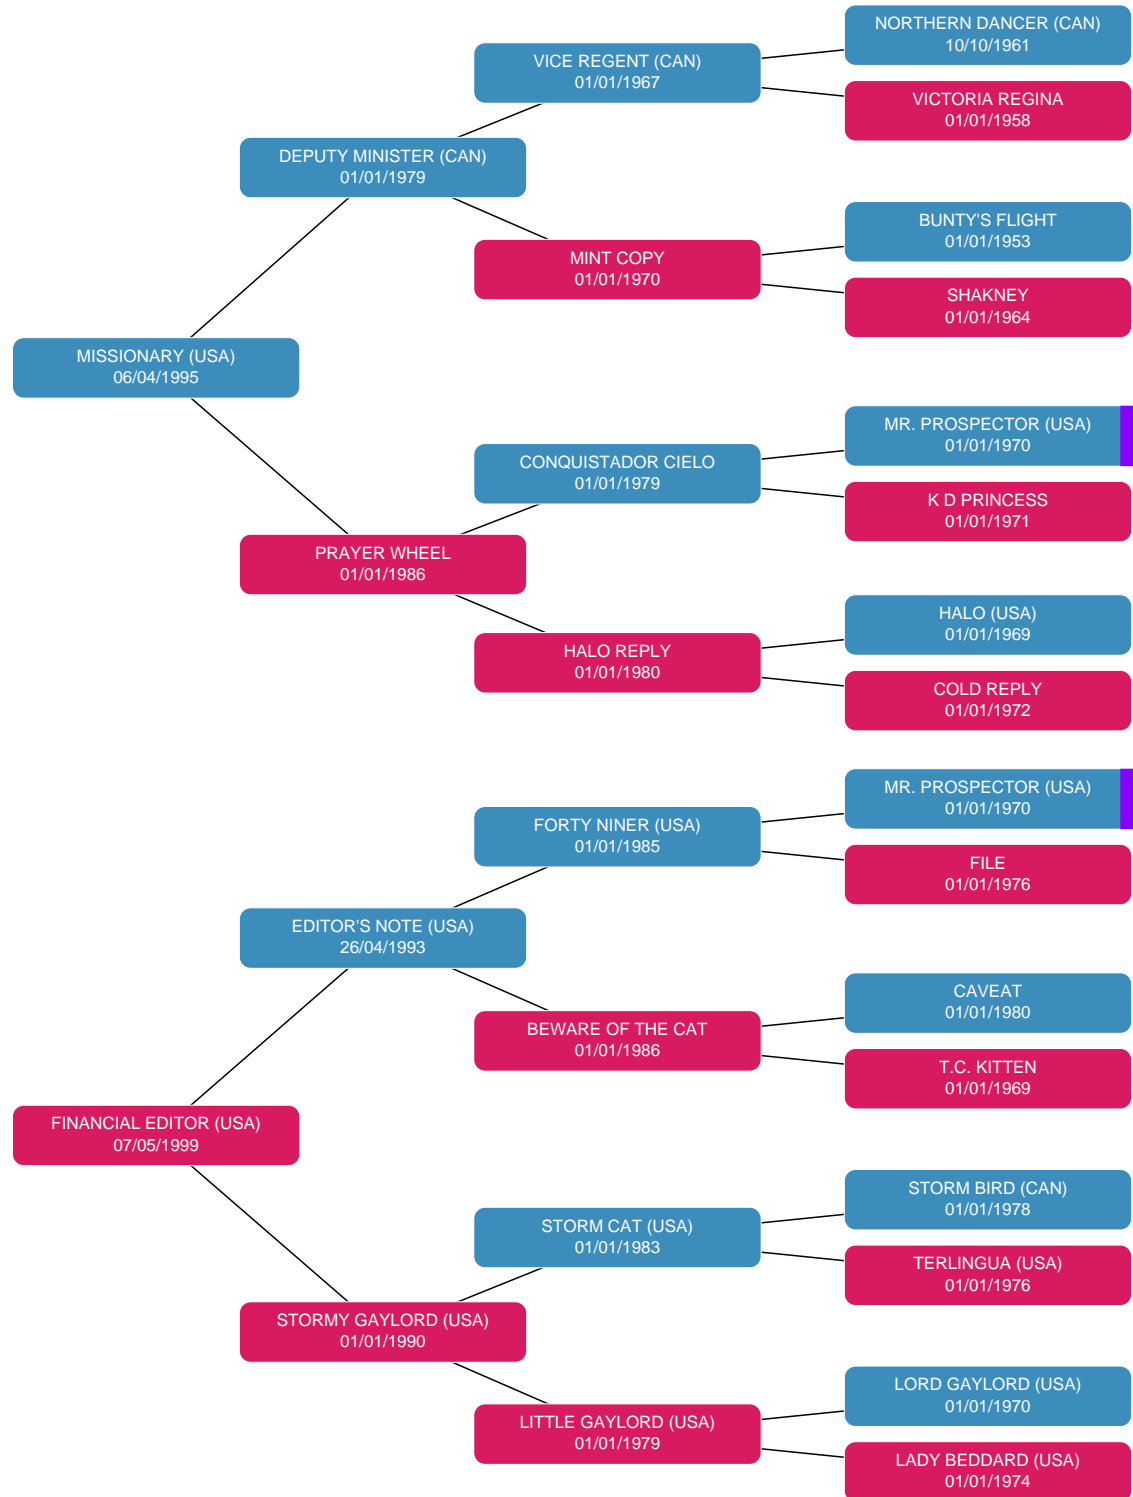 NORTHERN DANCER (CAN)
10/10/1961
VICE REGENT (CAN)
01/01/1967
VICTORIA REGINA
01/01/1958
DEPUTY MINISTER (CAN)
01/01/1979
BUNTY'S FLIGHT
01/01/1953
MINT COPY
01/01/1970
SHAKNEY
01/01/1964
MISSIONARY (USA)
06/04/1995
MR. PROSPECTOR (USA)
01/01/1970
CONQUISTADOR CIELO
01/01/1979
K D PRINCESS
01/01/1971
PRAYER WHEEL
01/01/1986
HALO (USA)
01/01/1969
HALO REPLY
01/01/1980
COLD REPLY
01/01/1972
MR. PROSPECTOR (USA)
01/01/1970
FORTY NINER (USA)
01/01/1985
FILE
01/01/1976
EDITOR'S NOTE (USA)
26/04/1993
CAVEAT
01/01/1980
BEWARE OF THE CAT
01/01/1986
T.C. KITTEN
01/01/1969
FINANCIAL EDITOR (USA)
07/05/1999
STORM BIRD (CAN)
01/01/1978
STORM CAT (USA)
01/01/1983
TERLINGUA (USA)
01/01/1976
STORMY GAYLORD (USA)
01/01/1990
LORD GAYLORD (USA)
01/01/1970
LITTLE GAYLORD (USA)
01/01/1979
LADY BEDDARD (USA)
01/01/1974